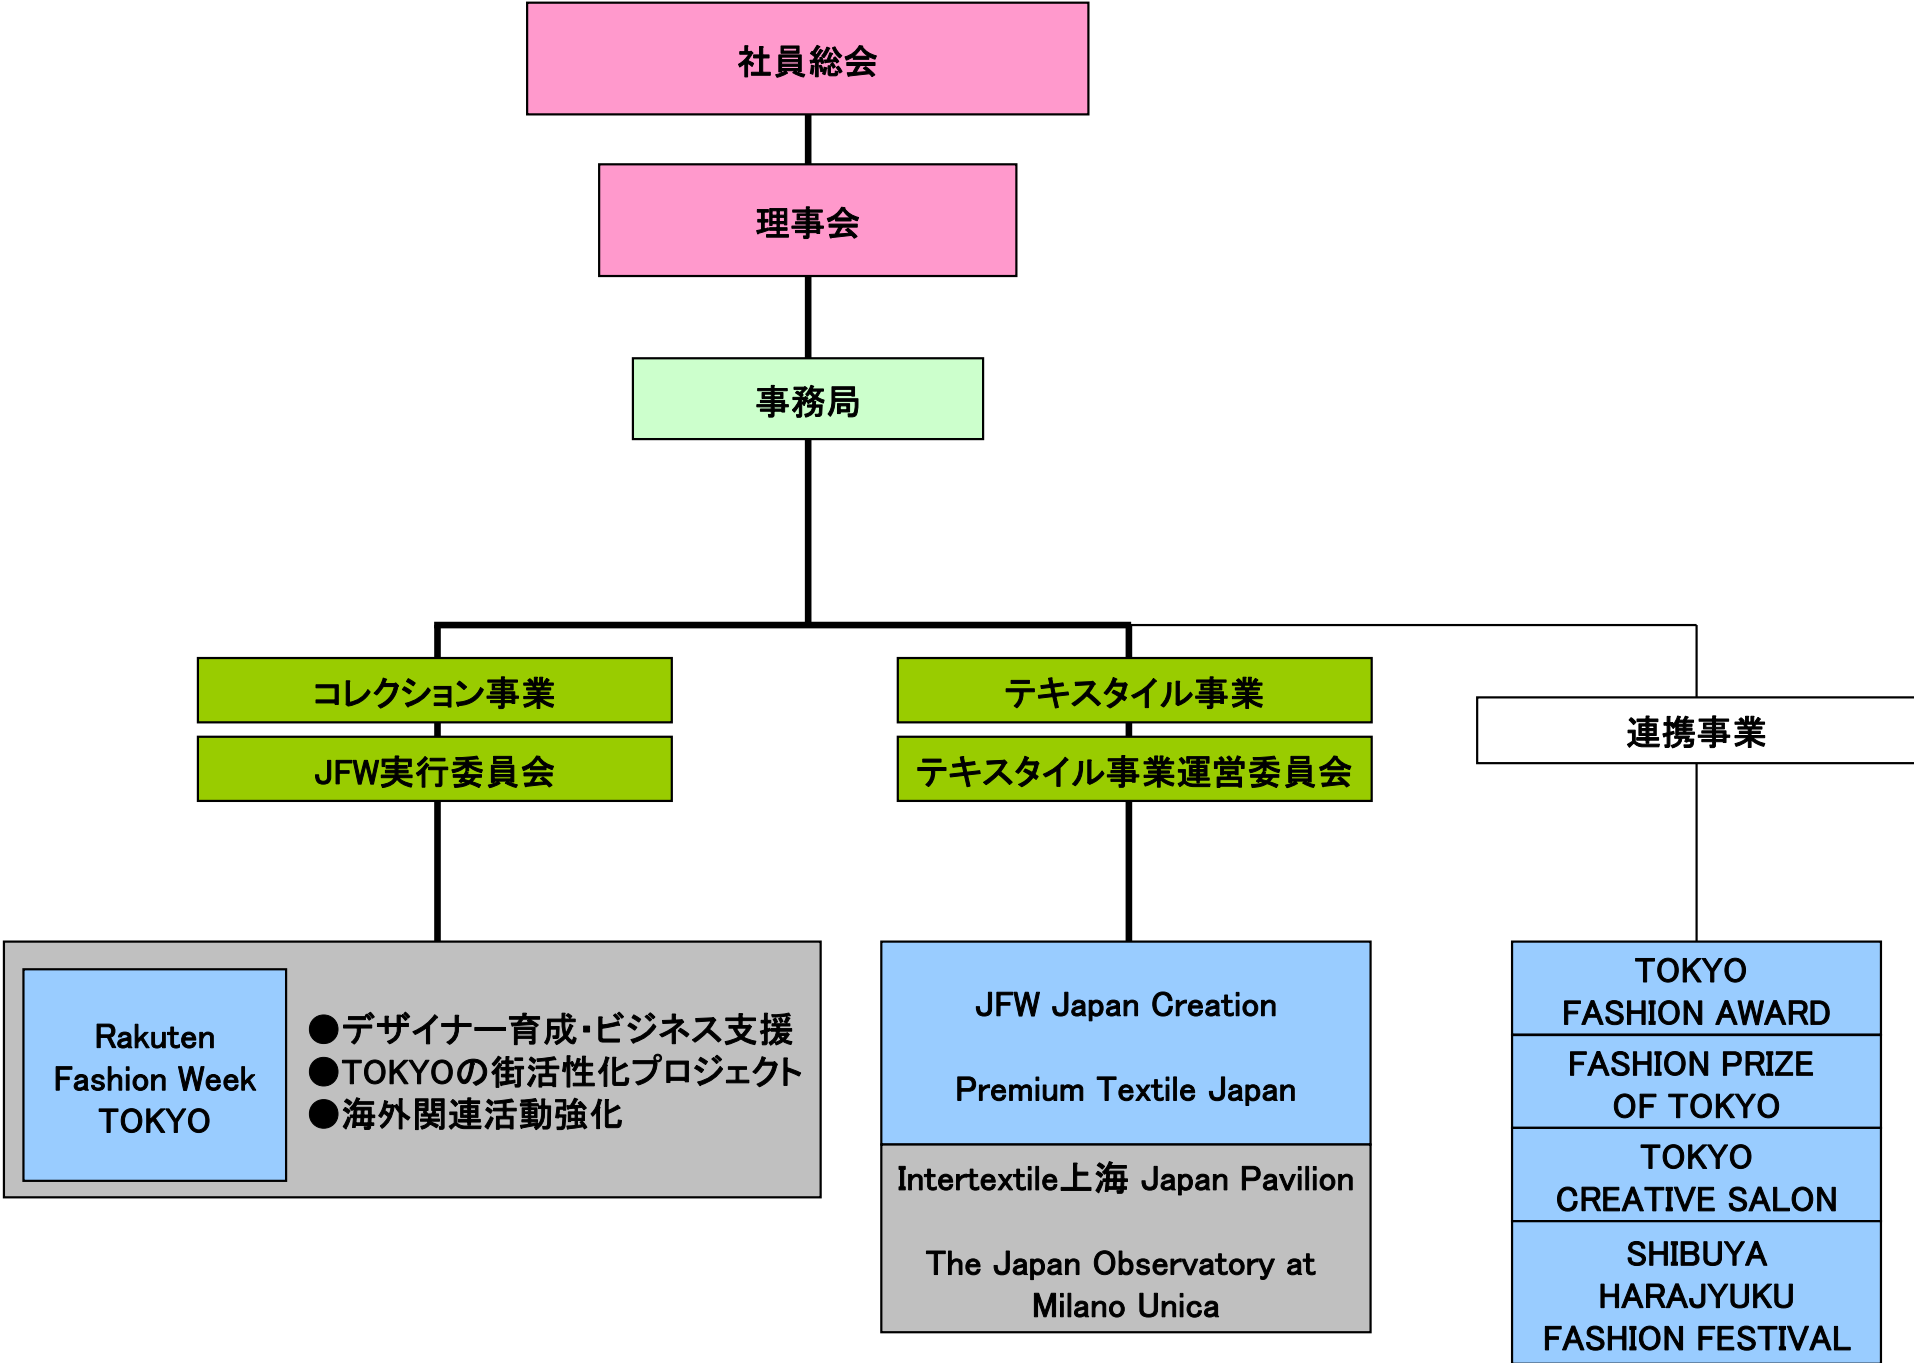 社員総会
理事会
事務局
コレクション事業
JFW実行委員会
テキスタイル事業
テキスタイル事業運営委員会
連携事業
Rakuten
Fashion Week
TOKYO
●デザイナー育成・ビジネス支援
●TOKYOの街活性化プロジェクト
●海外関連活動強化
JFW Japan Creation
Premium Textile Japan
Intertextile上海 Japan Pavilion
The Japan Observatory at
Milano Unica
TOKYO
FASHION AWARD
FASHION PRIZE
OF TOKYO
TOKYO
CREATIVE SALON
SHIBUYA
HARAJYUKU
FASHION FESTIVAL